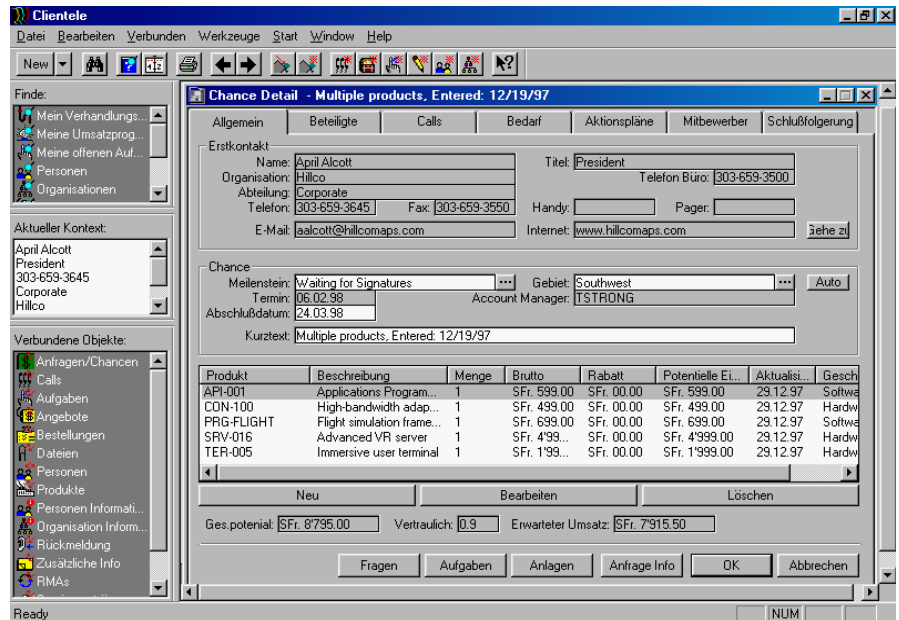 Clientele
Datei Bearbeiten Verbunden Werkzeuge Start Window Help
New
Finde:
Mein Verhandlungs...
Meine Umsatzprog...
Meine offenen Auf...
Personen
Organisationen
Aktueller Kontext:
April Alcott
President
303-659-3645
Corporate
Hillco
Verbundene Objekte:
Anfragen/Chancen
Calls
Aufgaben
Angebote
Bestellungen
Dateien
Personen
Produkte
Personen Informati...
Organisation Inform...
Rückmeldung
Zusätzliche Info
RMAs
Chance Detail - Multiple products, Entered: 12/19/97
Allgemein Beteiligte Calls Bedarf Aktionspläne Mitbewerber Schlußfolgerung
Erstkontakt
Name: April Alcott Titel: President
Organisation: Hillco Telefon Büro: 303-659-3500
Abteilung: Corporate
Telefon: 303-659-3645 Fax: 303-659-3550 Handy: Pager:
E-Mail: aalcott@hillcomaps.com Internet: www.hillcomaps.com Gehe zu
Chance
Meilenstein: Waiting for Signatures ... Gebiet: Southwest ... Auto
Termin: 06.02.98 Account Manager: TSTRONG
Abschlußdatum: 24.03.98
Kurztext: Multiple products, Entered: 12/19/97
Produkt Beschreibung Menge Brutto Rabatt Potentielle Ei... Aktualisi... Gesch
API-001 Applications Program... 1 SFr. 599.00 SFr. 00.00 SFr. 599.00 29.12.97 Softwa
CON-100 High-bandwidth adap... 1 SFr. 499.00 SFr. 00.00 SFr. 499.00 29.12.97 Hardw
PRG-FLIGHT Flight simulation frame... 1 SFr. 699.00 SFr. 00.00 SFr. 699.00 29.12.97 Softwa
SRV-016 Advanced VR server 1 SFr. 4'99... SFr. 00.00 SFr. 4'999.00 29.12.97 Hardw
TER-005 Immersive user terminal 1 SFr. 1'99... SFr. 00.00 SFr. 1'999.00 29.12.97 Hardw
Neu Bearbeiten Löschen
Ges.potenial: SFr. 8'795.00 Vertraulich: 0.9 Erwarteter Umsatz: SFr. 7'915.50
Fragen Aufgaben Anlagen Anfrage Info OK Abbrechen
Ready NUM